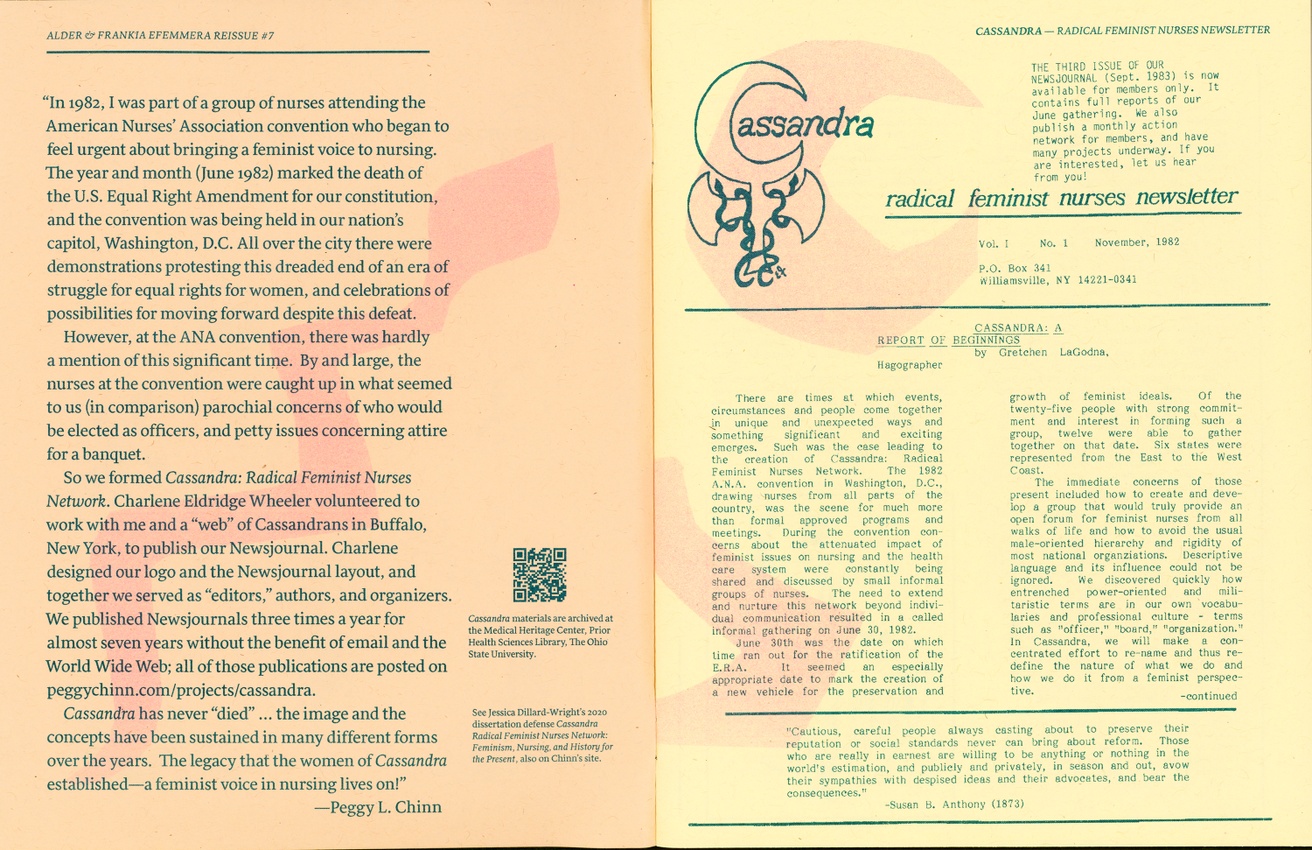 ALDER & FRANKIA EFEMMERA REISSUE #7
“In 1982, I was part of a group of nurses attending the
American Nurses’ Association convention who began to
feel urgent about bringing a feminist voice to nursing.
The year and month (June 1982) marked the death of
the U.S. Equal Right Amendment for our constitution,
and the convention was being held in our nation’s
capitol, Washington, D.C. All over the city there were
demonstrations protesting this dreaded end of an era of
struggle for equal rights for women, and celebrations of
possibilities for moving forward despite this defeat.
However, at the ANA convention, there was hardly
a mention of this significant time. By and large, the
nurses at the convention were caught up in what seemed
to us (in comparison) parochial concerns of who would
be elected as officers, and petty issues concerning attire
for a banquet.
So we formed Cassandra: Radical Feminist Nurses
Network. Charlene Eldridge Wheeler volunteered to
work with me and a “web” of Cassandrans in Buffalo,
New York, to publish our Newsjournal. Charlene
designed our logo and the Newsjournal layout, and
together we served as “editors,” authors, and organizers.
We published Newsjournals three times a year for
almost seven years without the benefit of email and the
World Wide Web; all of those publications are posted on
peggychinn.com/projects/cassandra.
Cassandra has never “died” ... the image and the
concepts have been sustained in many different forms
over the years. The legacy that the women of Cassandra
established—a feminist voice in nursing lives on!”
—Peggy L. Chinn
Cassandra materials are archived at
the Medical Heritage Center, Prior
Health Sciences Library, The Ohio
State University.
See Jessica Dillard-Wright’s 2020
dissertation defense Cassandra
Radical Feminist Nurses Network:
Feminism, Nursing, and History for
the Present, also on Chinn’s site.
CASSANDRA — RADICAL FEMINIST NURSES NEWSLETTER
Cassandra
THE THIRD ISSUE OF OUR
NEWSJOURNAL (Sept. 1983) is now
available for members only. It
contains full reports of our
June gathering. We also
publish a monthly action
network for members, and have
many projects underway. If you
are interested, let us hear
from you!
radical feminist nurses newsletter
Vol. I No. 1 November, 1982
P.O. Box 341
Williamsville, NY 14221-0341
CASSANDRA: A
REPORT OF BEGINNINGS
by Gretchen LaGodna,
Hagographer
There are times at which events,
circumstances and people come together
in unique and unexpected ways and
something significant and exciting
emerges. Such was the case leading to
the creation of Cassandra: Radical
Feminist Nurses Network. The 1982
A.N.A. convention in Washington, D.C.,
drawing nurses from all parts of the
country, was the scene for much more
than formal approved programs and
meetings. During the convention con-
cerns about the attenuated impact of
feminist issues on nursing and the health
care system were constantly being
shared and discussed by small informal
groups of nurses. The need to extend
and nurture this network beyond indivi-
dual communication resulted in a called
informal gathering on June 30, 1982.
June 30th was the date on which
time ran out for the ratification of the
E.R.A. It seemed an especially
appropriate date to mark the creation of
a new vehicle for the preservation and
growth of feminist ideals. Of the
twenty-five people with strong commit-
ment and interest in forming such a
group, twelve were able to gather
together on that date. Six states were
represented from the East to the West
Coast.
The immediate concerns of those
present included how to create and deve-
lop a group that would truly provide an
open forum for feminist nurses from all
walks of life and how to avoid the usual
male-oriented hierarchy and rigidity of
most national organziations. Descriptive
language and its influence could not be
ignored. We discovered quickly how
entrenched power-oriented and mili-
taristic terms are in our own vocabu-
laries and professional culture - terms
such as "officer," "board," "organization."
In Cassandra, we will make a con-
centrated effort to re-name and thus re-
define the nature of what we do and
how we do it from a feminist perspec-
tive.
-continued
"Cautious, careful people always casting about to preserve their
reputation or social standards never can bring about reform. Those
who are really in earnest are willing to be anything or nothing in the
world's estimation, and publicly and privately, in season and out, avow
their sympathies with despised ideas and their advocates, and bear the
consequences."
-Susan B. Anthony (1873)